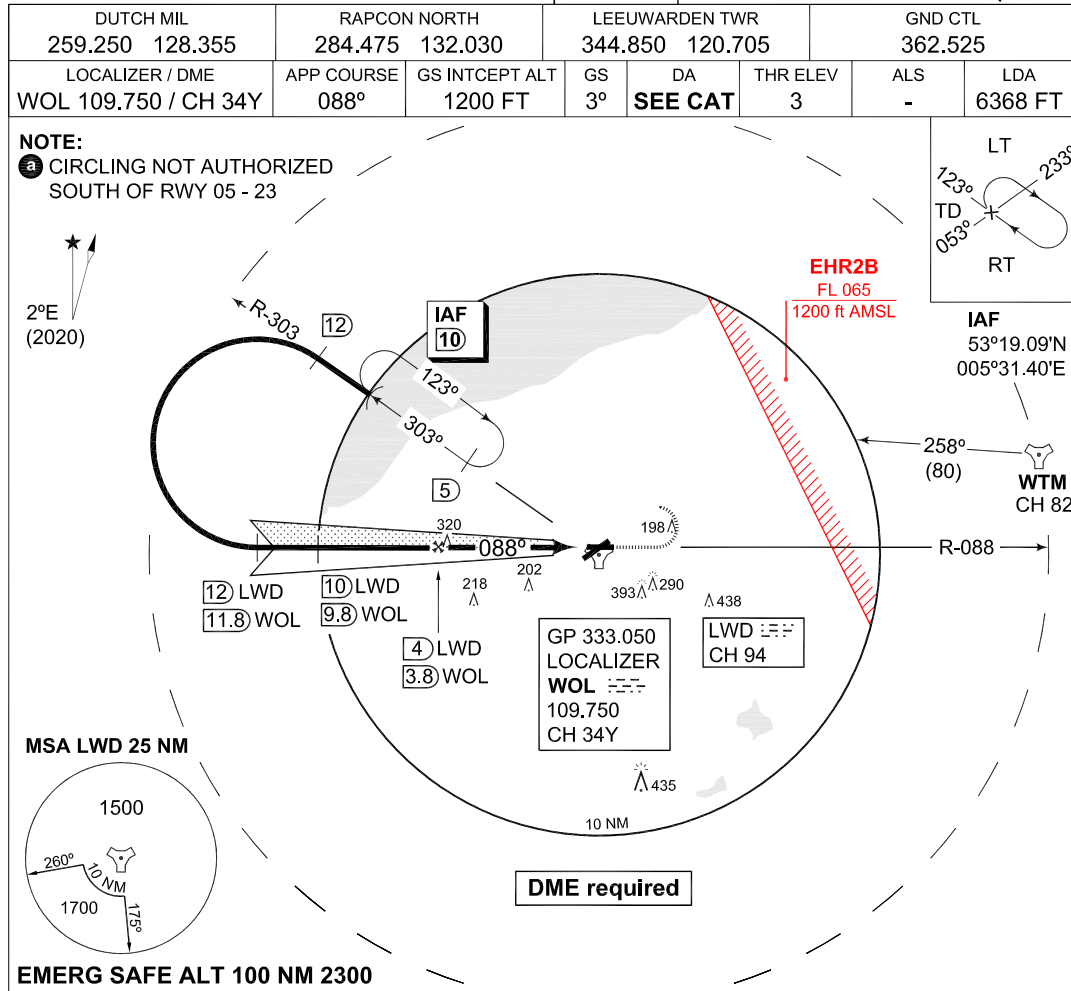 DUTCH MIL
259.250 128.355
RAPCON NORTH
284.475 132.030
LEEUWARDEN TWR
344.850 120.705
GND CTL
362.525
LOCALIZER / DME
WOL 109.750 / CH 34Y
APP COURSE
088º
GS INTCEPT ALT
1200 FT
GS
3º
DA
SEE CAT
THR ELEV
3
ALS
-
LDA
6368 FT
NOTE:
a CIRCLING NOT AUTHORIZED
SOUTH OF RWY 05 - 23
2ºE
(2020)
LT
123º
233º
TD
053º
RT
EHR2B
FL 065
1200 ft AMSL
IAF
53º19.09'N
005º31.40'E
R-303
12
IAF
10
123º
303º
5
258º
(80)
WTM
CH 82
320
088º
198
R-088
12 LWD
11.8 WOL
10 LWD
9.8 WOL
218
202
393
290
438
4 LWD
3.8 WOL
GP 333.050
LOCALIZER
WOL
109.750
CH 34Y
LWD
CH 94
435
10 NM
MSA LWD 25 NM
1500
260º
10 NM
1700
175º
DME required
EMERG SAFE ALT 100 NM 2300